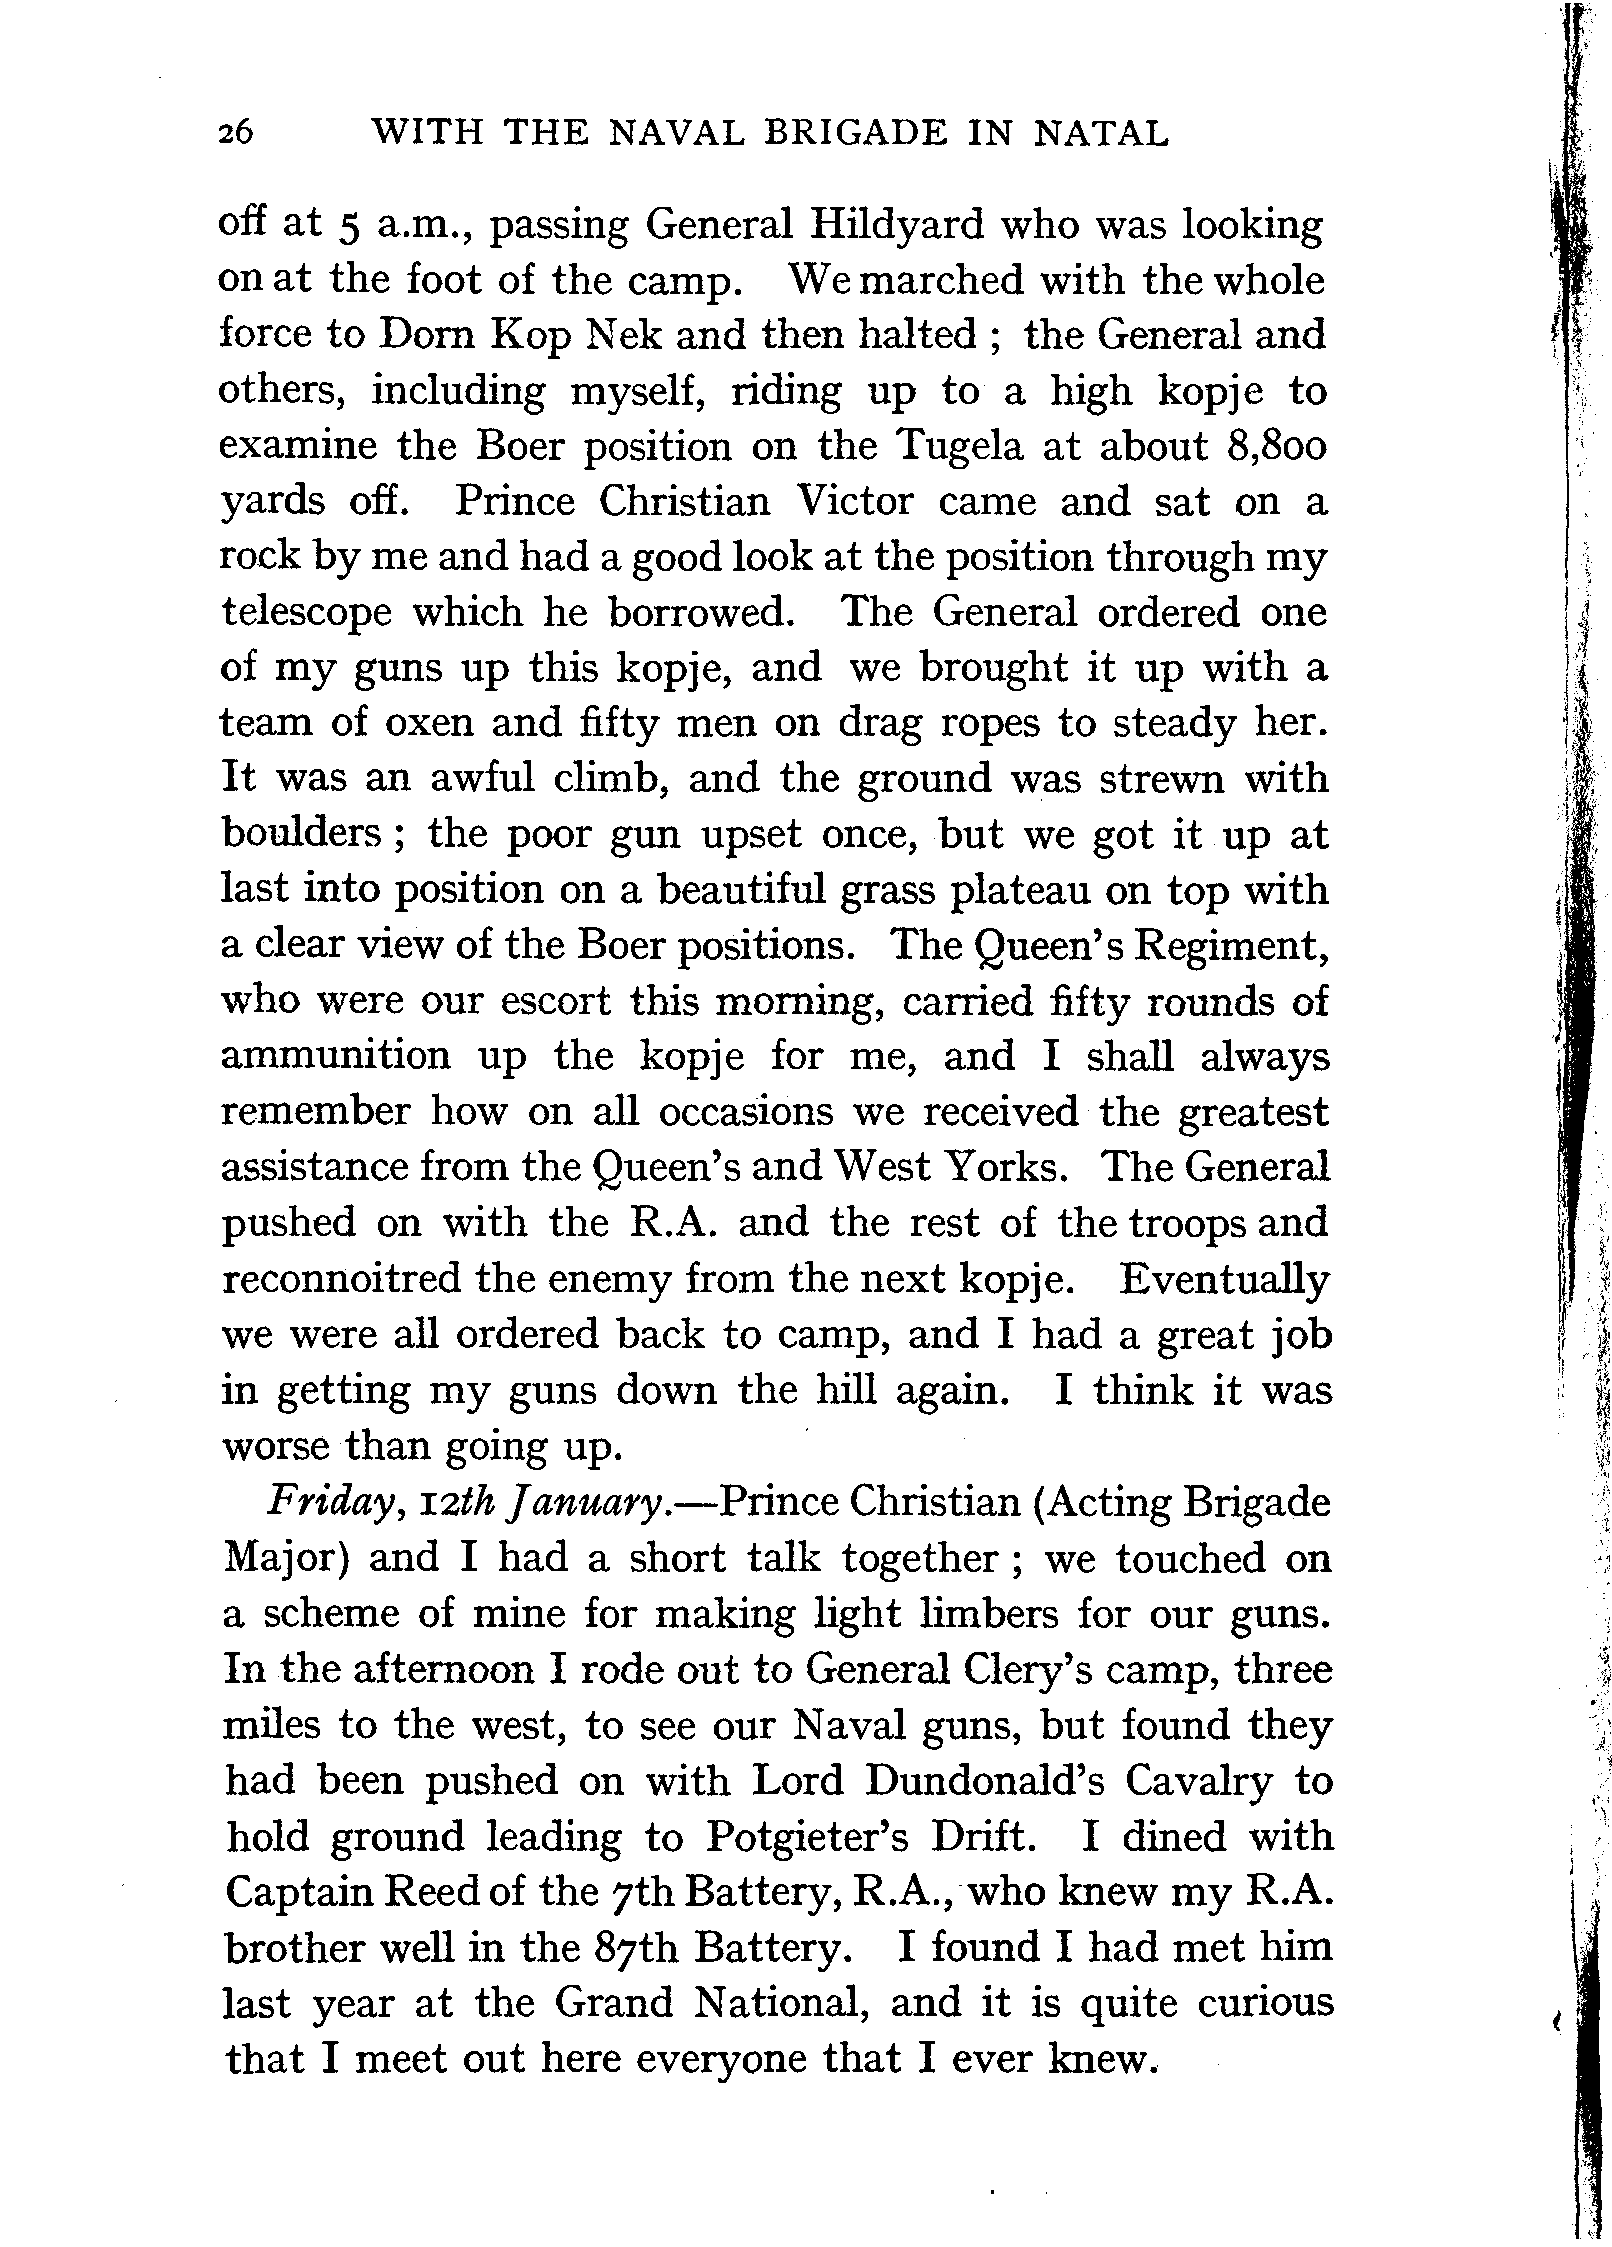 26 WITH THE NAVAL BRIGADE IN NATAL
off at 5 a.m., passing General Hildyard who was looking
on at the foot of the camp. We marched with the whole
force to Dorn Kop Nek and then halted ; the General and
others, including myself, riding up to a high kopje to
examine the Boer position on the Tugela at about 8,800
yards off. Prince Christian Victor came and sat on a
rock by me and had a good look at the position through my
telescope which he borrowed. The General ordered one
of my guns up this kopje, and we brought it up with a
team of oxen and fifty men on drag ropes to steady her.
It was an awful climb, and the ground was strewn with
boulders ; the poor gun upset once, but we got it up at
last into position on a beautiful grass plateau on top with
a clear view of the Boer positions. The Queen's Regiment,
who were our escort this morning, carried fifty rounds of
ammunition up the kopje for me, and I shall always
remember how on all occasions we received the greatest
assistance from the Queen's and West Yorks. The General
pushed on with the R.A. and the rest of the troops and
reconnoitred the enemy from the next kopje. Eventually
we were all ordered back to camp, and I had a great job
in getting my guns down the hill again. I think it was
worse than going up.
Friday, 12th January.—Prince Christian (Acting Brigade
Major) and I had a short talk together ; we touched on
a scheme of mine for making light limbers for our guns.
In the afternoon I rode out to General Clery's camp, three
miles to the west, to see our Naval guns, but found they
had been pushed on with Lord Dundonald's Cavalry to
hold ground leading to Potgieter's Drift. I dined with
Captain Reed of the 7th Battery, R.A., who knew my R.A.
brother well in the 87th Battery. I found I had met him
last year at the Grand National, and it is quite curious
that I meet out here everyone that I ever knew.